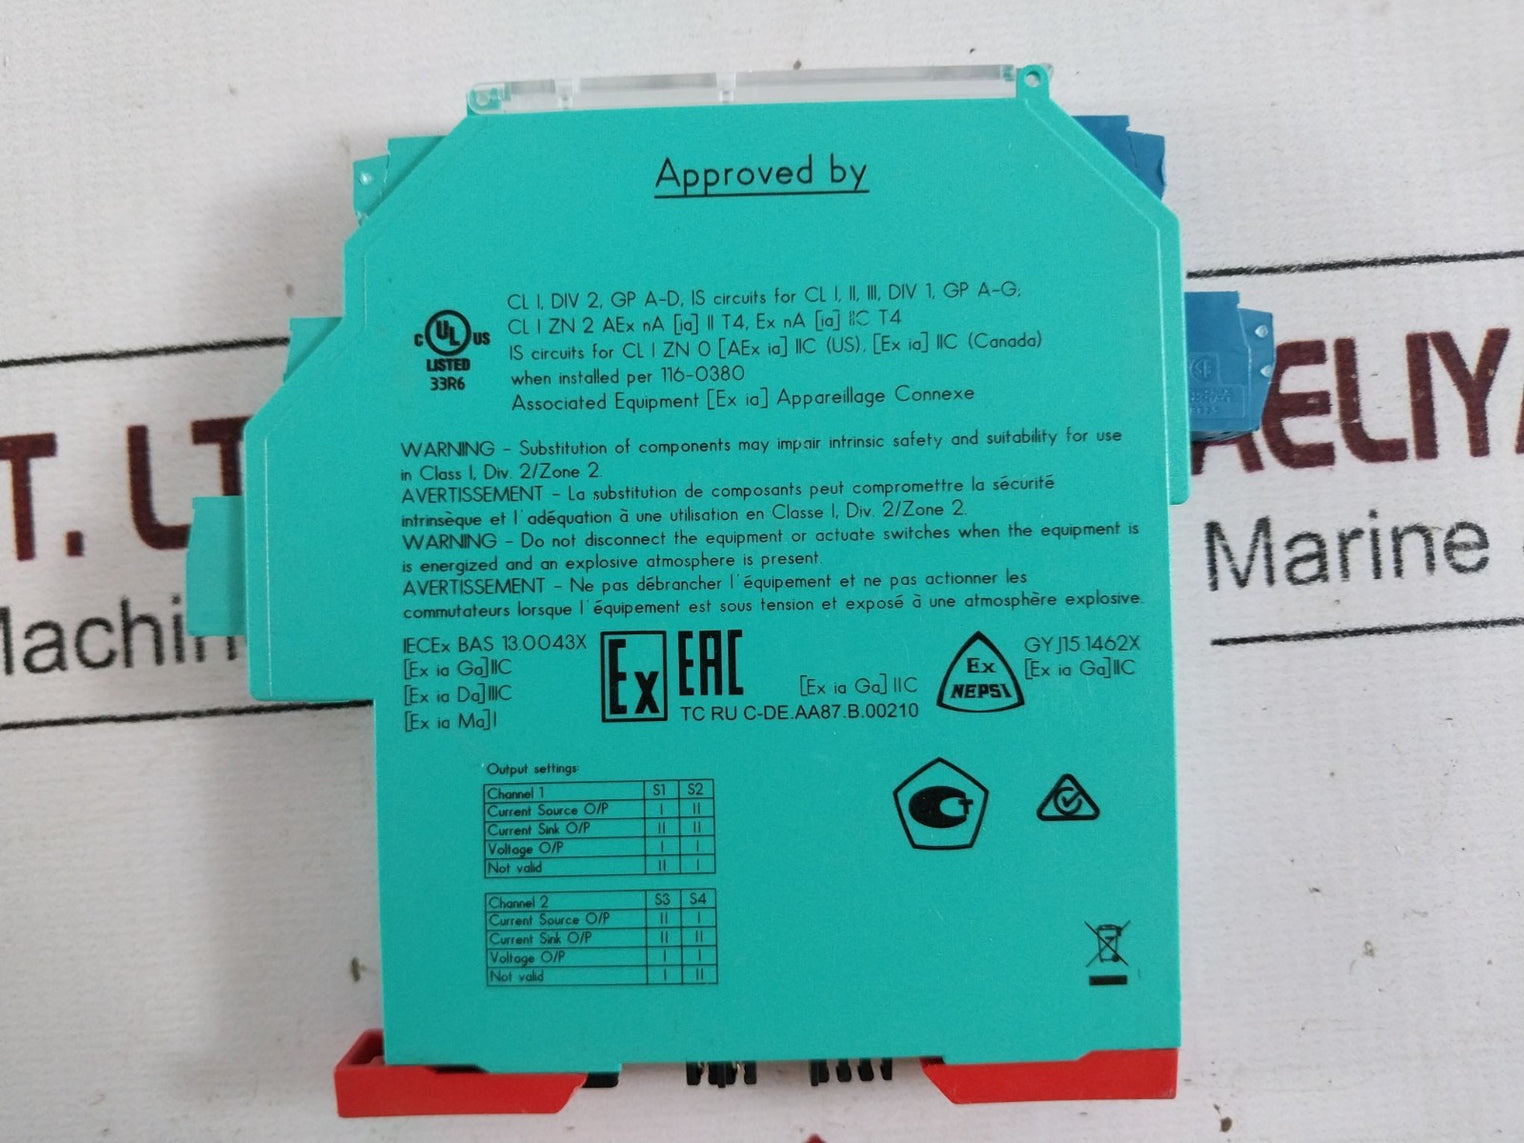 Approved by
CL I, DIV 2, GP A-D, IS circuits for CL I, II, III, DIV 1, GP A-G;
CL I ZN 2 AEx nA [ia] II T4, Ex nA [ia] IIC T4
IS circuits for CL I ZN 0 [AEx ia] IIC (US), [Ex ia] IIC (Canada)
when installed per 116-0380
Associated Equipment [Ex ia] Appareillage Connexe
C UL US
LISTED
33R6
WARNING - Substitution of components may impair intrinsic safety and suitability for use
in Class I, Div. 2/Zone 2.
AVERTISSEMENT - La substitution de composants peut compromettre la sécurité
intrinsèque et l'adéquation à une utilisation en Classe I, Div. 2/Zone 2.
WARNING - Do not disconnect the equipment or actuate switches when the equipment is
is energized and an explosive atmosphere is present.
AVERTISSEMENT - Ne pas débrancher l'équipement et ne pas actionner les
commutateurs lorsque l'équipement est sous tension et exposé à une atmosphère explosive.
IECEx BAS 13.0043X
[Ex ia Ga]IIC
[Ex ia Da]IIIC
[Ex ia Ma]I
Ex EAC
[Ex ia Ga] IIC
TC RU C-DE.AA87.B.00210
Ex
NEPSI
GYJ15.1462X
[Ex ia Ga]IIC
Output settings:
Channel 1 S1 S2
Current Source O/P I II
Current Sink O/P II II
Voltage O/P I I
Not valid II I
Channel 2 S3 S4
Current Source O/P II I
Current Sink O/P II II
Voltage O/P I I
Not valid I II
T. LT
Machin
AELIYA
Marine